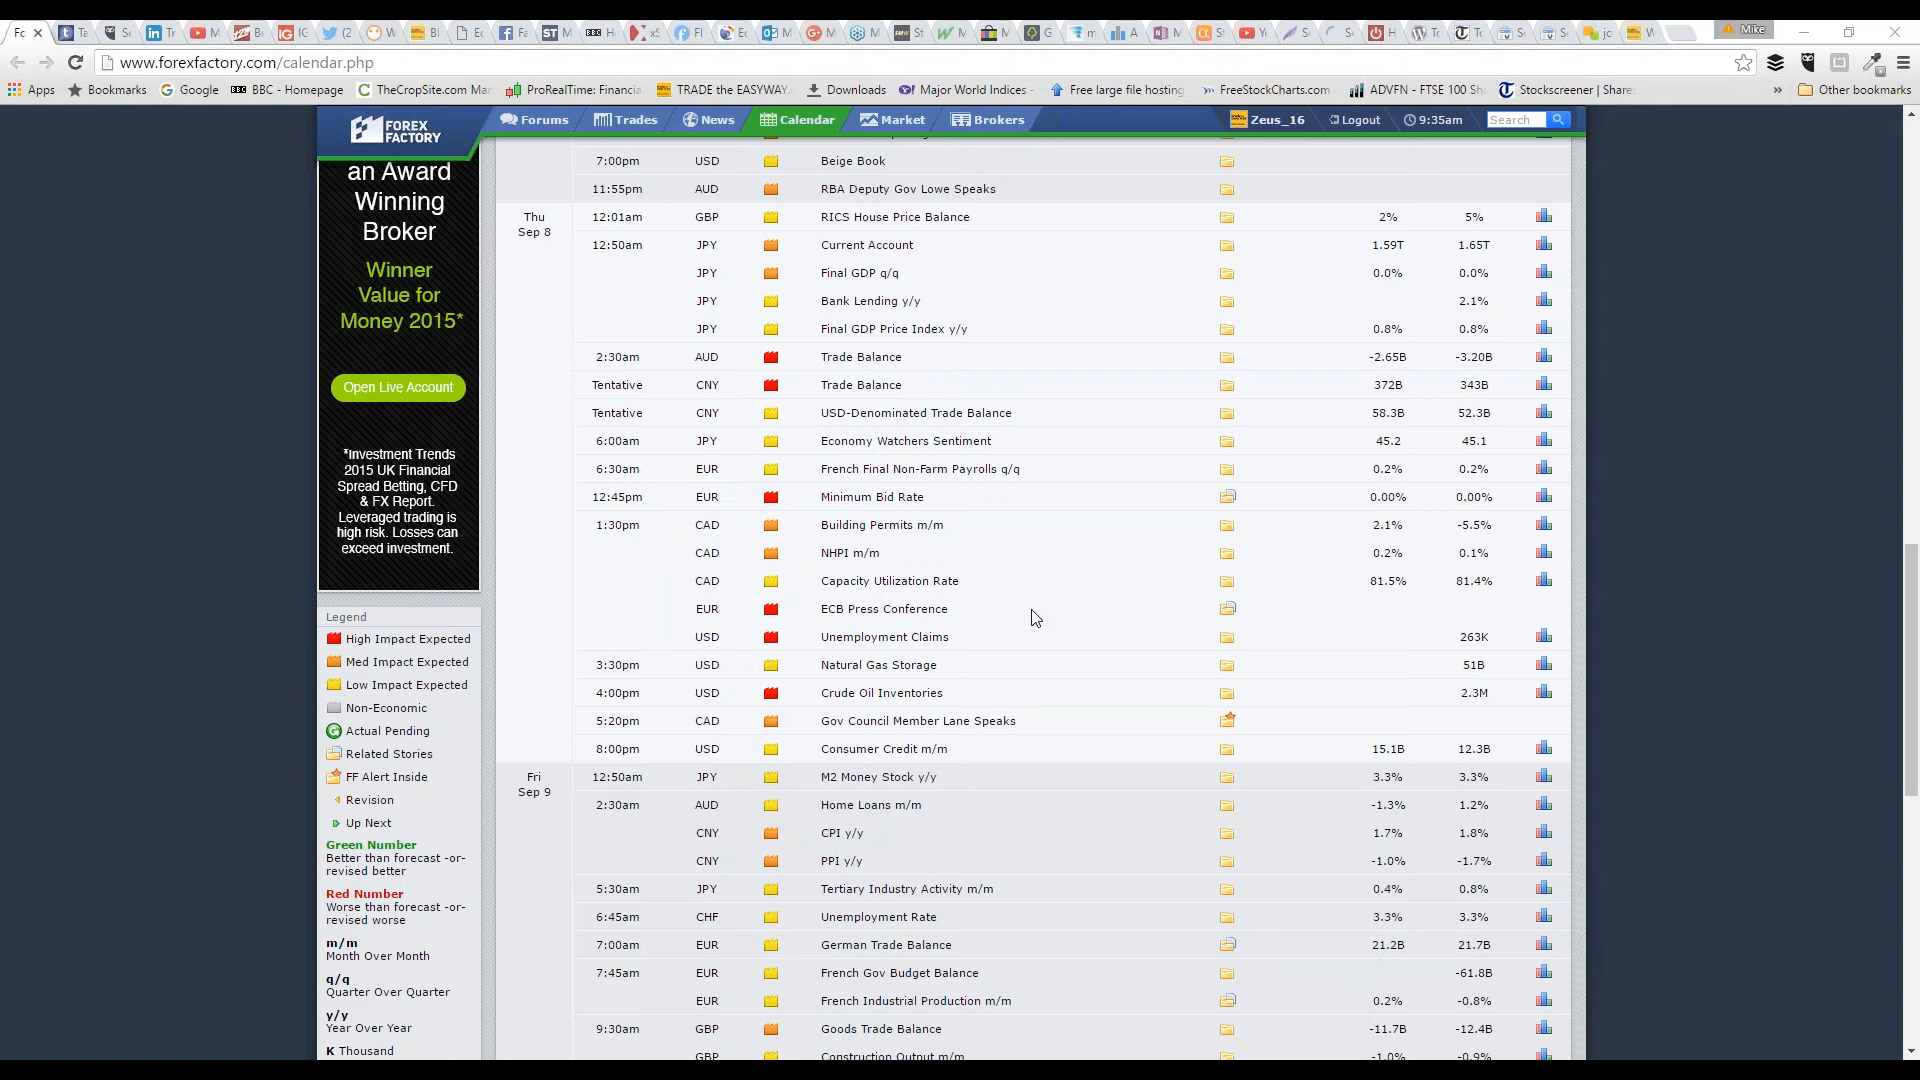 Mike
www.forexfactory.com/calendar.php
Apps Bookmarks Google BBC - Homepage TheCropSite.com Mar ProRealTime: Financia TRADE the EASYWAY. Downloads Major World Indices - Free large file hosting FreeStockCharts.com ADVFN - FTSE 100 Sh Stockscreener | Share » Other bookmarks
FOREX FACTORY Forums Trades News Calendar Market Brokers Zeus_16 Logout 9:35am Search
an Award
Winning
Broker
Winner
Value for
Money 2015*
Open Live Account
*Investment Trends
2015 UK Financial
Spread Betting, CFD
& FX Report.
Leveraged trading is
high risk. Losses can
exceed investment.
Legend
High Impact Expected
Med Impact Expected
Low Impact Expected
Non-Economic
Actual Pending
Related Stories
FF Alert Inside
Revision
Up Next
Green Number
Better than forecast -or-
revised better
Red Number
Worse than forecast -or-
revised worse
m/m
Month Over Month
q/q
Quarter Over Quarter
y/y
Year Over Year
K Thousand
7:00pm USD Beige Book
11:55pm AUD RBA Deputy Gov Lowe Speaks
Thu Sep 8 12:01am GBP RICS House Price Balance 2% 5%
12:50am JPY Current Account 1.59T 1.65T
JPY Final GDP q/q 0.0% 0.0%
JPY Bank Lending y/y 2.1%
JPY Final GDP Price Index y/y 0.8% 0.8%
2:30am AUD Trade Balance -2.65B -3.20B
Tentative CNY Trade Balance 372B 343B
Tentative CNY USD-Denominated Trade Balance 58.3B 52.3B
6:00am JPY Economy Watchers Sentiment 45.2 45.1
6:30am EUR French Final Non-Farm Payrolls q/q 0.2% 0.2%
12:45pm EUR Minimum Bid Rate 0.00% 0.00%
1:30pm CAD Building Permits m/m 2.1% -5.5%
CAD NHPI m/m 0.2% 0.1%
CAD Capacity Utilization Rate 81.5% 81.4%
EUR ECB Press Conference
USD Unemployment Claims 263K
3:30pm USD Natural Gas Storage 51B
4:00pm USD Crude Oil Inventories 2.3M
5:20pm CAD Gov Council Member Lane Speaks
8:00pm USD Consumer Credit m/m 15.1B 12.3B
Fri Sep 9 12:50am JPY M2 Money Stock y/y 3.3% 3.3%
2:30am AUD Home Loans m/m -1.3% 1.2%
CNY CPI y/y 1.7% 1.8%
CNY PPI y/y -1.0% -1.7%
5:30am JPY Tertiary Industry Activity m/m 0.4% 0.8%
6:45am CHF Unemployment Rate 3.3% 3.3%
7:00am EUR German Trade Balance 21.2B 21.7B
7:45am EUR French Gov Budget Balance -61.8B
EUR French Industrial Production m/m 0.2% -0.8%
9:30am GBP Goods Trade Balance -11.7B -12.4B
GBP Construction Output m/m -1.0% -0.9%